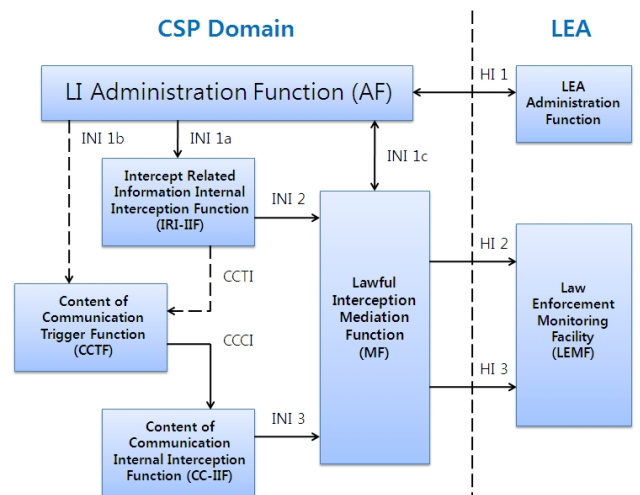 CSP Domain
LEA
LI Administration Function (AF)
HI 1
LEA
Administration
Function
INI 1b
INI 1a
INI 1c
Intercept Related
Information Internal
Interception Function
(IRI-IIF)
INI 2
CCTI
Lawful
Interception
Mediation
Function
(MF)
HI 2
Law
Enforcement
Monitoring
Facility
(LEMF)
Content of
Communication
Trigger Function
(CCTF)
CCCI
HI 3
Content of
Communication
Internal Interception
Function (CC-IIF)
INI 3